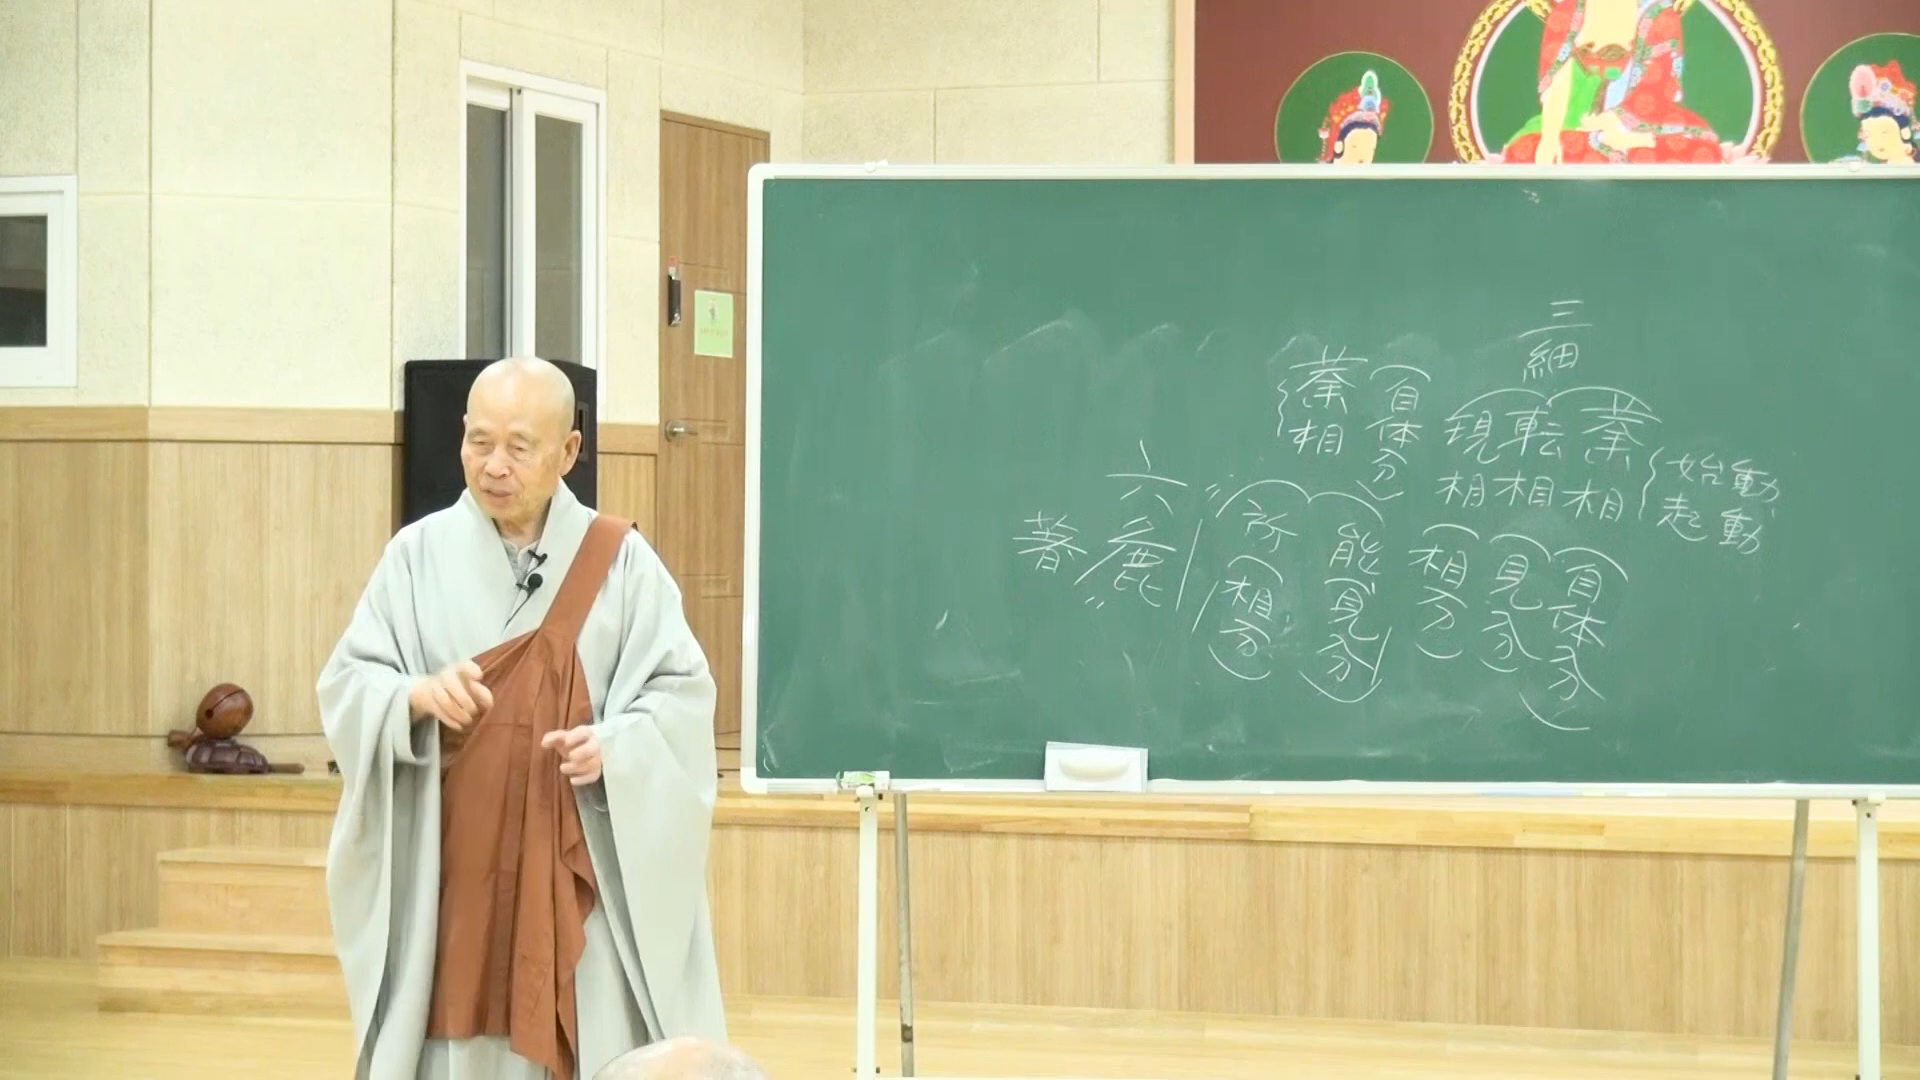 三細
始動
起動
業相
転相
現相
自体分
見分
相分
自体分
業相
能
見分
所
相分
六麁
著